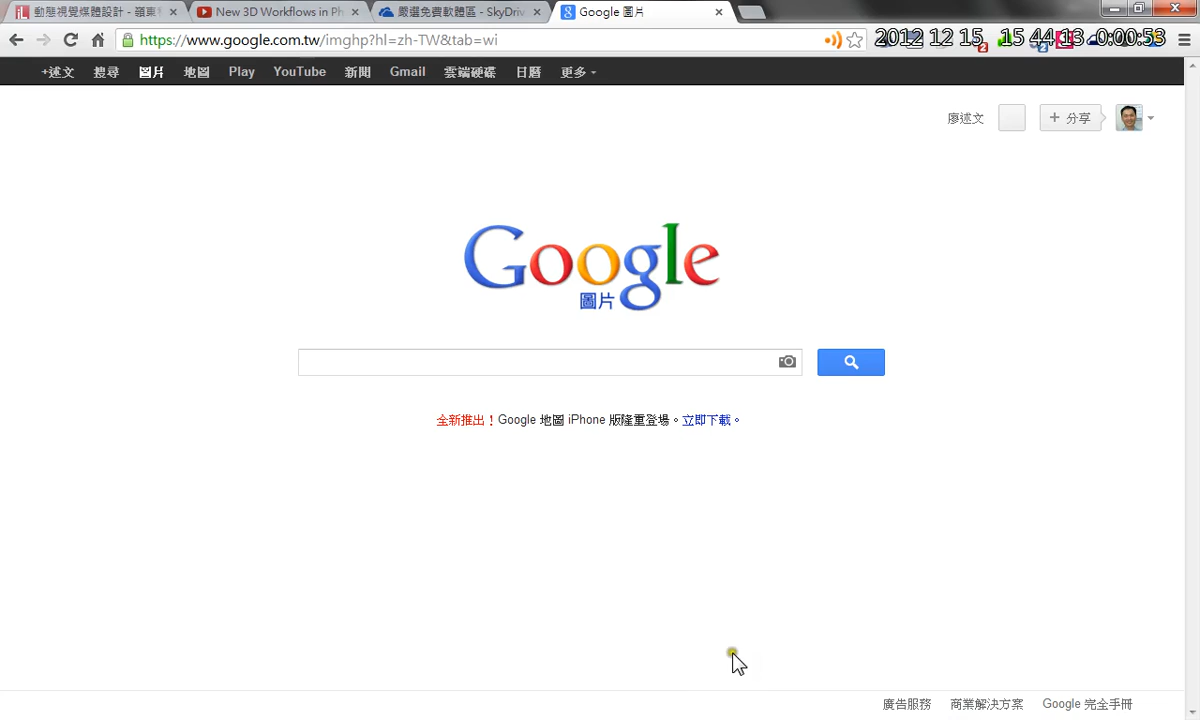 動態視覺媒體設計 - 嶺東
New 3D Workflows in Ph
嚴選免費軟體區 - SkyDriv
Google 圖片
https://www.google.com.tw/imghp?hl=zh-TW&tab=wi
2012 12 15 15 44 13 0:00:53
+述文 搜尋 圖片 地圖 Play YouTube 新聞 Gmail 雲端硬碟 日曆 更多
廖述文 + 分享
Google
圖片
全新推出！Google 地圖 iPhone 版隆重登場。立即下載。
廣告服務 商業解決方案 Google 完全手冊